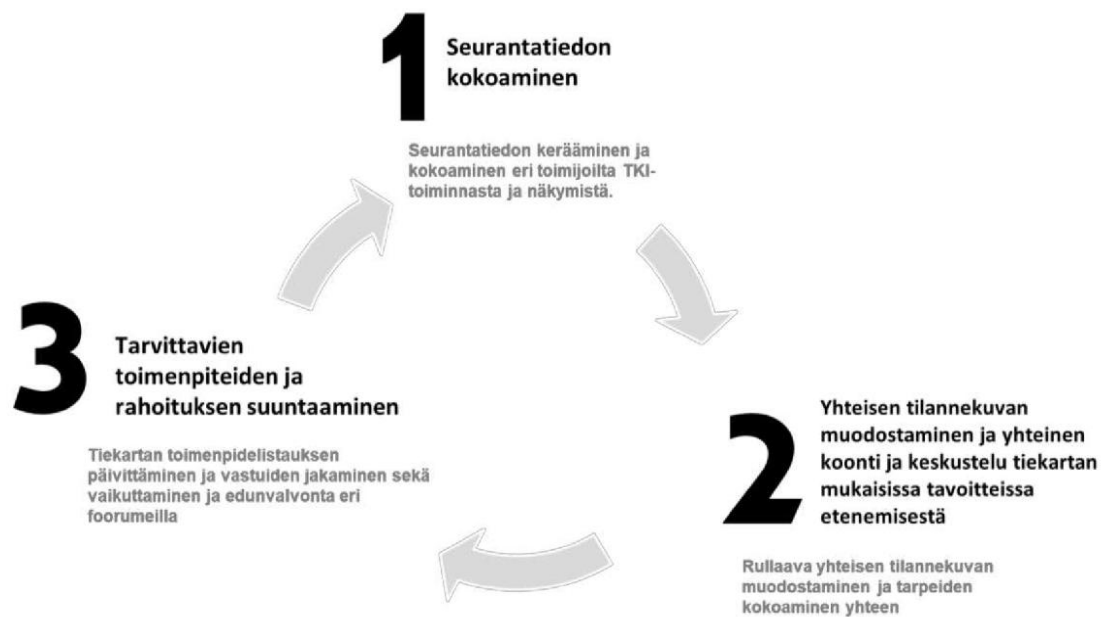 1
Seurantatiedon
kokoaminen
Seurantatiedon kerääminen ja
kokoaminen eri toimijoilta TKI-
toiminnasta ja näkymistä.
2
Yhteisen tilannekuvan
muodostaminen ja yhteinen
koonti ja keskustelu tiekartan
mukaisissa tavoitteissa
etenemisestä
Rullaava yhteisen tilannekuvan
muodostaminen ja tarpeiden
kokoaminen yhteen
3
Tarvittavien
toimenpiteiden ja
rahoituksen suuntaaminen
Tiekartan toimenpidelistauksen
päivittäminen ja vastuiden jakaminen sekä
vaikuttaminen ja edunvalvonta eri
foorumeilla